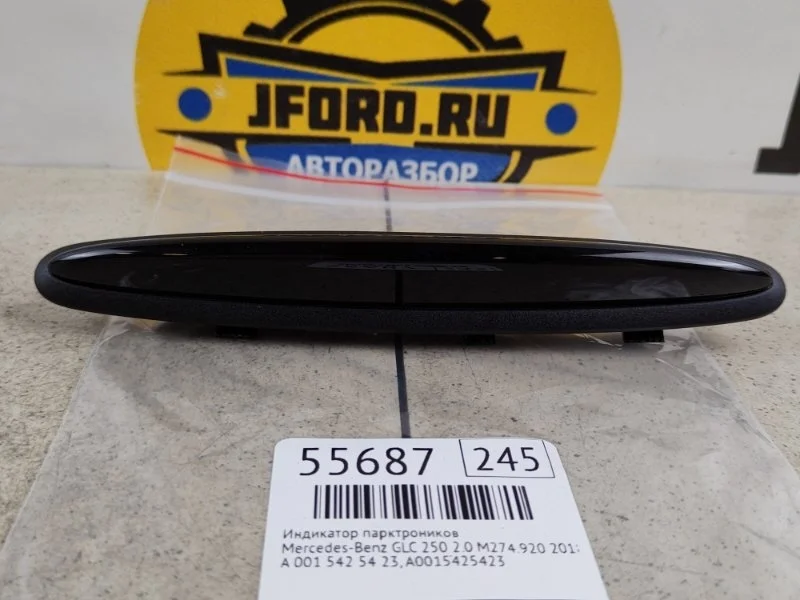 JFORD.RU
АВТОРАЗБОР
55687 245
Индикатор парктроников
Mercedes-Benz GLC 250 2.0 M274.920
A 001 542 54 23, A0015425423